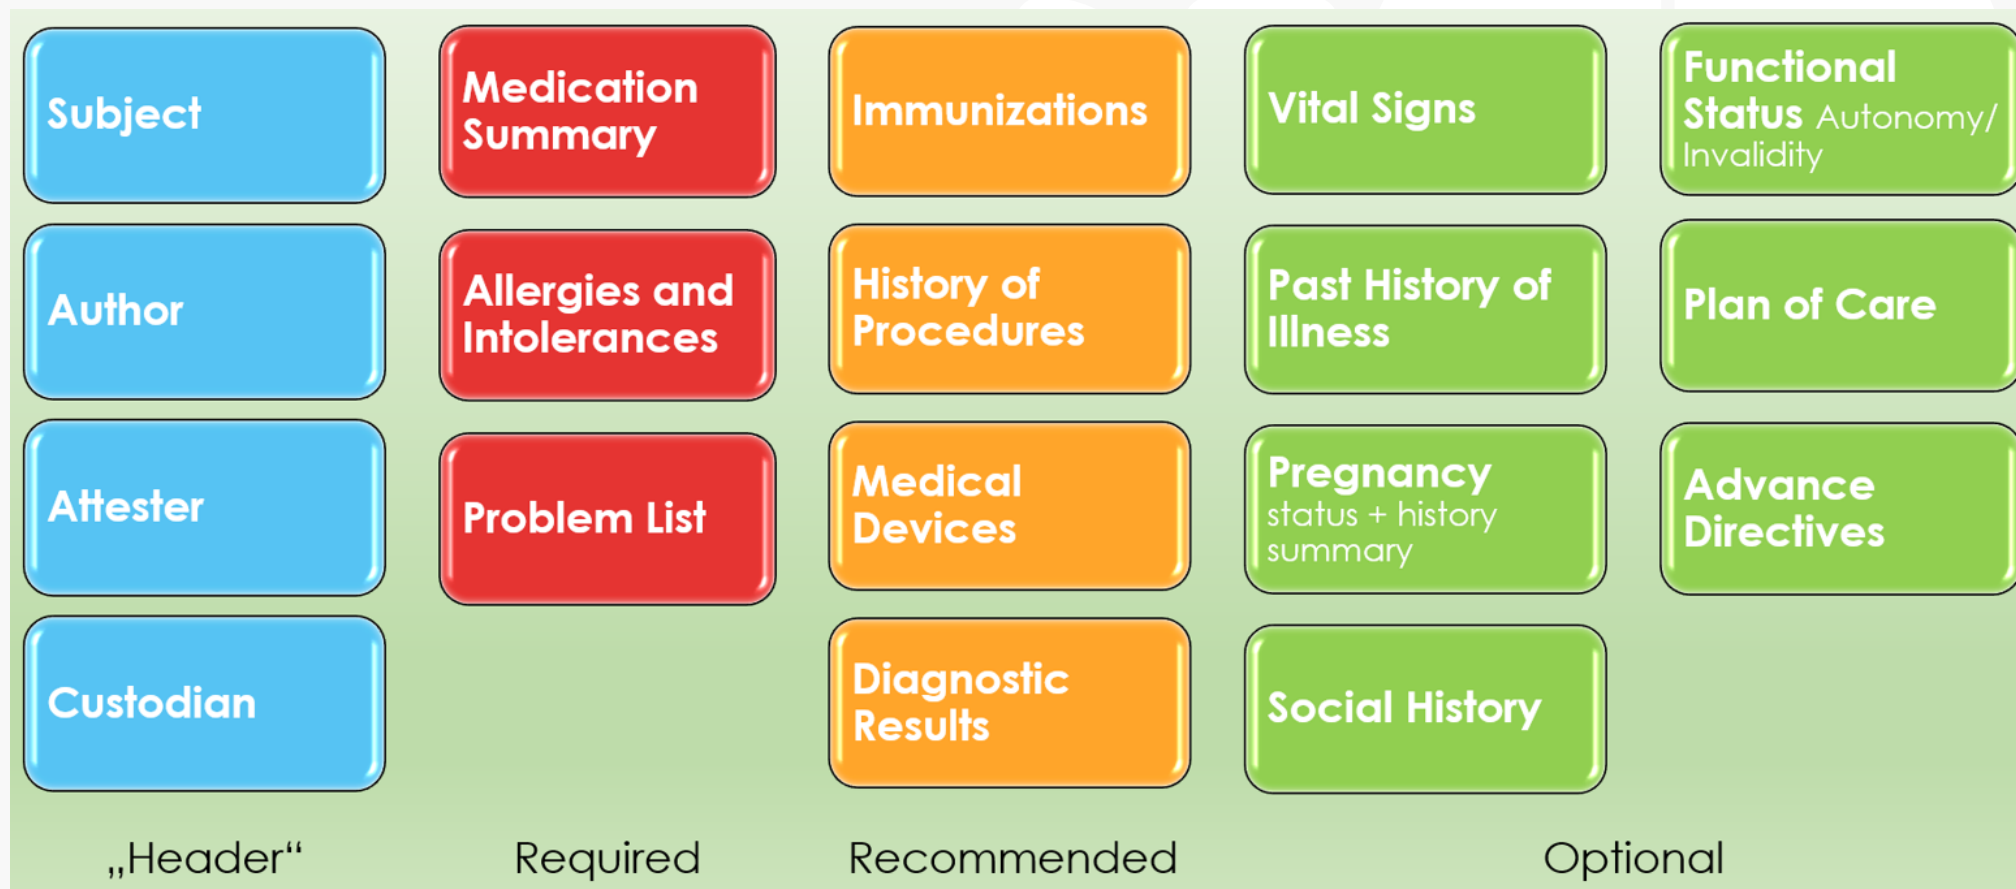 Subject
Author
Attester
Custodian
„Header“
Medication
Summary
Allergies and
Intolerances
Problem List
Required
Immunizations
History of
Procedures
Medical
Devices
Diagnostic
Results
Recommended
Vital Signs
Past History of
Illness
Pregnancy
status + history
summary
Social History
Functional
Status Autonomy/
Invalidity
Plan of Care
Advance
Directives
Optional